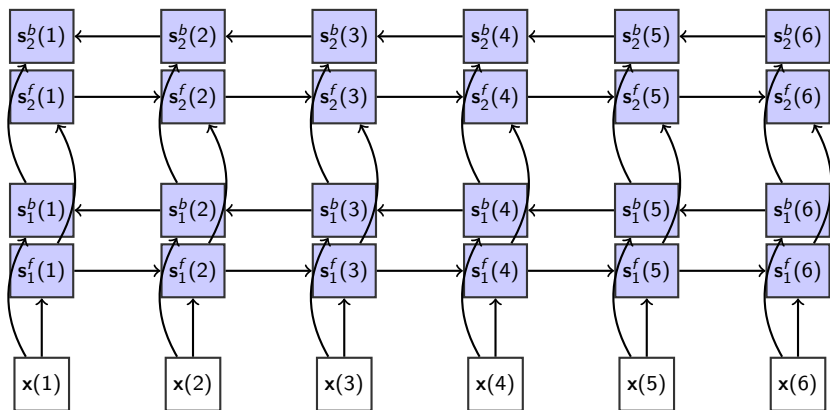 s₂ᵇ(1) s₂ᵇ(2) s₂ᵇ(3) s₂ᵇ(4) s₂ᵇ(5) s₂ᵇ(6)
s₂ᶠ(1) s₂ᶠ(2) s₂ᶠ(3) s₂ᶠ(4) s₂ᶠ(5) s₂ᶠ(6)
s₁ᵇ(1) s₁ᵇ(2) s₁ᵇ(3) s₁ᵇ(4) s₁ᵇ(5) s₁ᵇ(6)
s₁ᶠ(1) s₁ᶠ(2) s₁ᶠ(3) s₁ᶠ(4) s₁ᶠ(5) s₁ᶠ(6)
x(1) x(2) x(3) x(4) x(5) x(6)